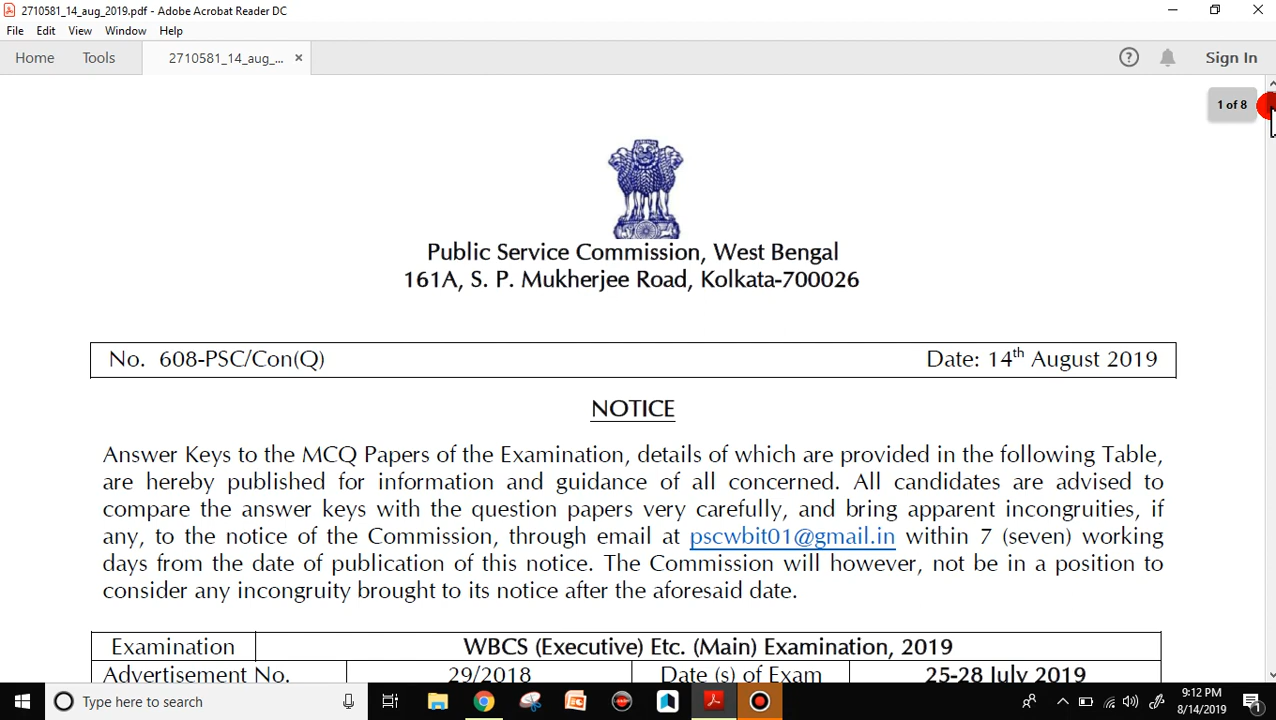 2710581_14_aug_2019.pdf - Adobe Acrobat Reader DC
File Edit View Window Help
Home Tools 2710581_14_aug_... × ? Sign In
1 of 8
Public Service Commission, West Bengal
161A, S. P. Mukherjee Road, Kolkata-700026
No. 608-PSC/Con(Q) Date: 14th August 2019
NOTICE
Answer Keys to the MCQ Papers of the Examination, details of which are provided in the following Table,
are hereby published for information and guidance of all concerned. All candidates are advised to
compare the answer keys with the question papers very carefully, and bring apparent incongruities, if
any, to the notice of the Commission, through email at pscwbit01@gmail.in within 7 (seven) working
days from the date of publication of this notice. The Commission will however, not be in a position to
consider any incongruity brought to its notice after the aforesaid date.
Examination WBCS (Executive) Etc. (Main) Examination, 2019
Advertisement No. 29/2018 Date (s) of Exam 25-28 July 2019
Type here to search
9:12 PM
8/14/2019
1